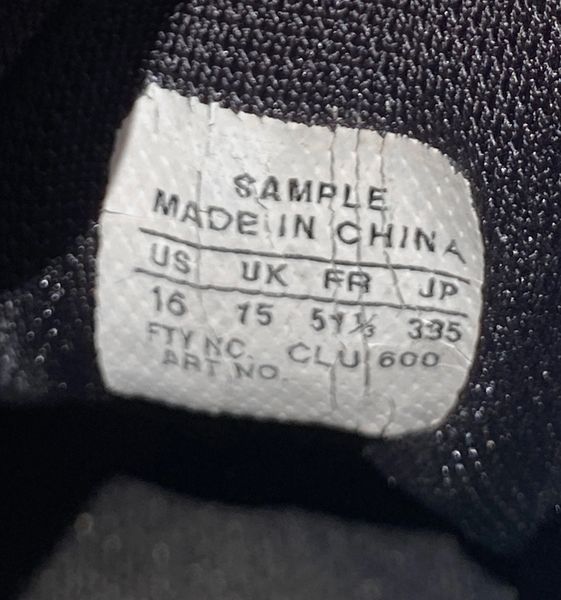 SAMPLE
MADE IN CHINA
US UK FR JP
16 15 51⅓ 335
FTY NO. CLU 600
ART NO.